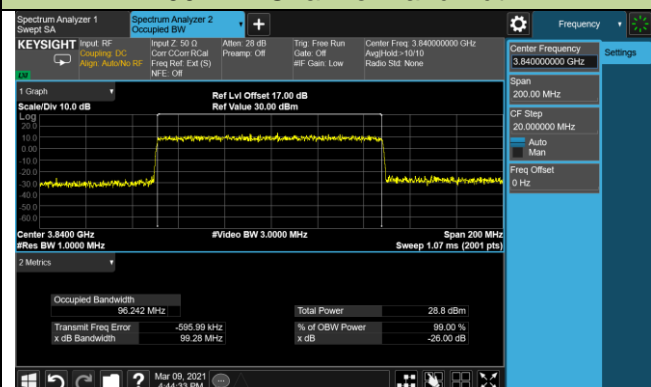 Spectrum Analyzer 1
Swept SA
Spectrum Analyzer 2
Occupied BW
+
Frequency
KEYSIGHT
Input: RF
Coupling: DC
Align: Auto/No RF
Input Z: 50 Ω
Corr CCorr RCal
Freq Ref: Ext (S)
NFE: Off
Atten: 28 dB
Preamp: Off
Trig: Free Run
Gate: Off
#IF Gain: Low
Center Freq: 3.840000000 GHz
Avg|Hold:>10/10
Radio Std: None
Center Frequency
3.840000000 GHz
Settings
Span
200.00 MHz
CF Step
20.000000 MHz
Auto
Man
Freq Offset
0 Hz
1 Graph
Scale/Div 10.0 dB
Ref Lvl Offset 17.00 dB
Ref Value 30.00 dBm
Log
20.0
10.0
0.00
-10.0
-20.0
-30.0
-40.0
-50.0
-60.0
Center 3.8400 GHz
#Res BW 1.0000 MHz
#Video BW 3.0000 MHz
Span 200 MHz
Sweep 1.07 ms (2001 pts)
2 Metrics
Occupied Bandwidth
96.242 MHz
Total Power 28.8 dBm
Transmit Freq Error -595.99 kHz
% of OBW Power 99.00 %
x dB Bandwidth 99.28 MHz
x dB -26.00 dB
?
Mar 09, 2021
4:44:33 PM